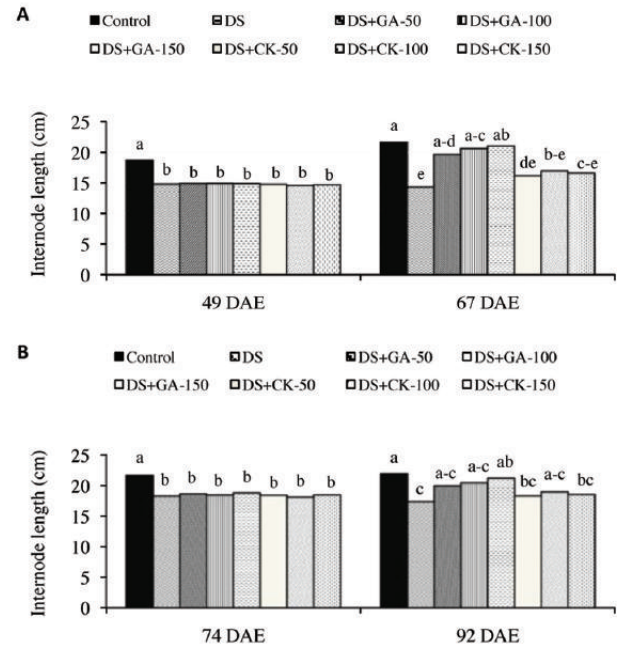 A
Control DS DS+GA-50 DS+GA-100
DS+GA-150 DS+CK-50 DS+CK-100 DS+CK-150
Internode length (cm)
25
20
15
10
5
0
a b b b b b b b
a e a-d a-c ab de b-e c-e
49 DAE 67 DAE
B
Control DS DS+GA-50 DS+GA-100
DS+GA-150 DS+CK-50 DS+CK-100 DS+CK-150
Internode length (cm)
25
20
15
10
5
0
a b b b b b b b
a c a-c a-c ab bc a-c bc
74 DAE 92 DAE